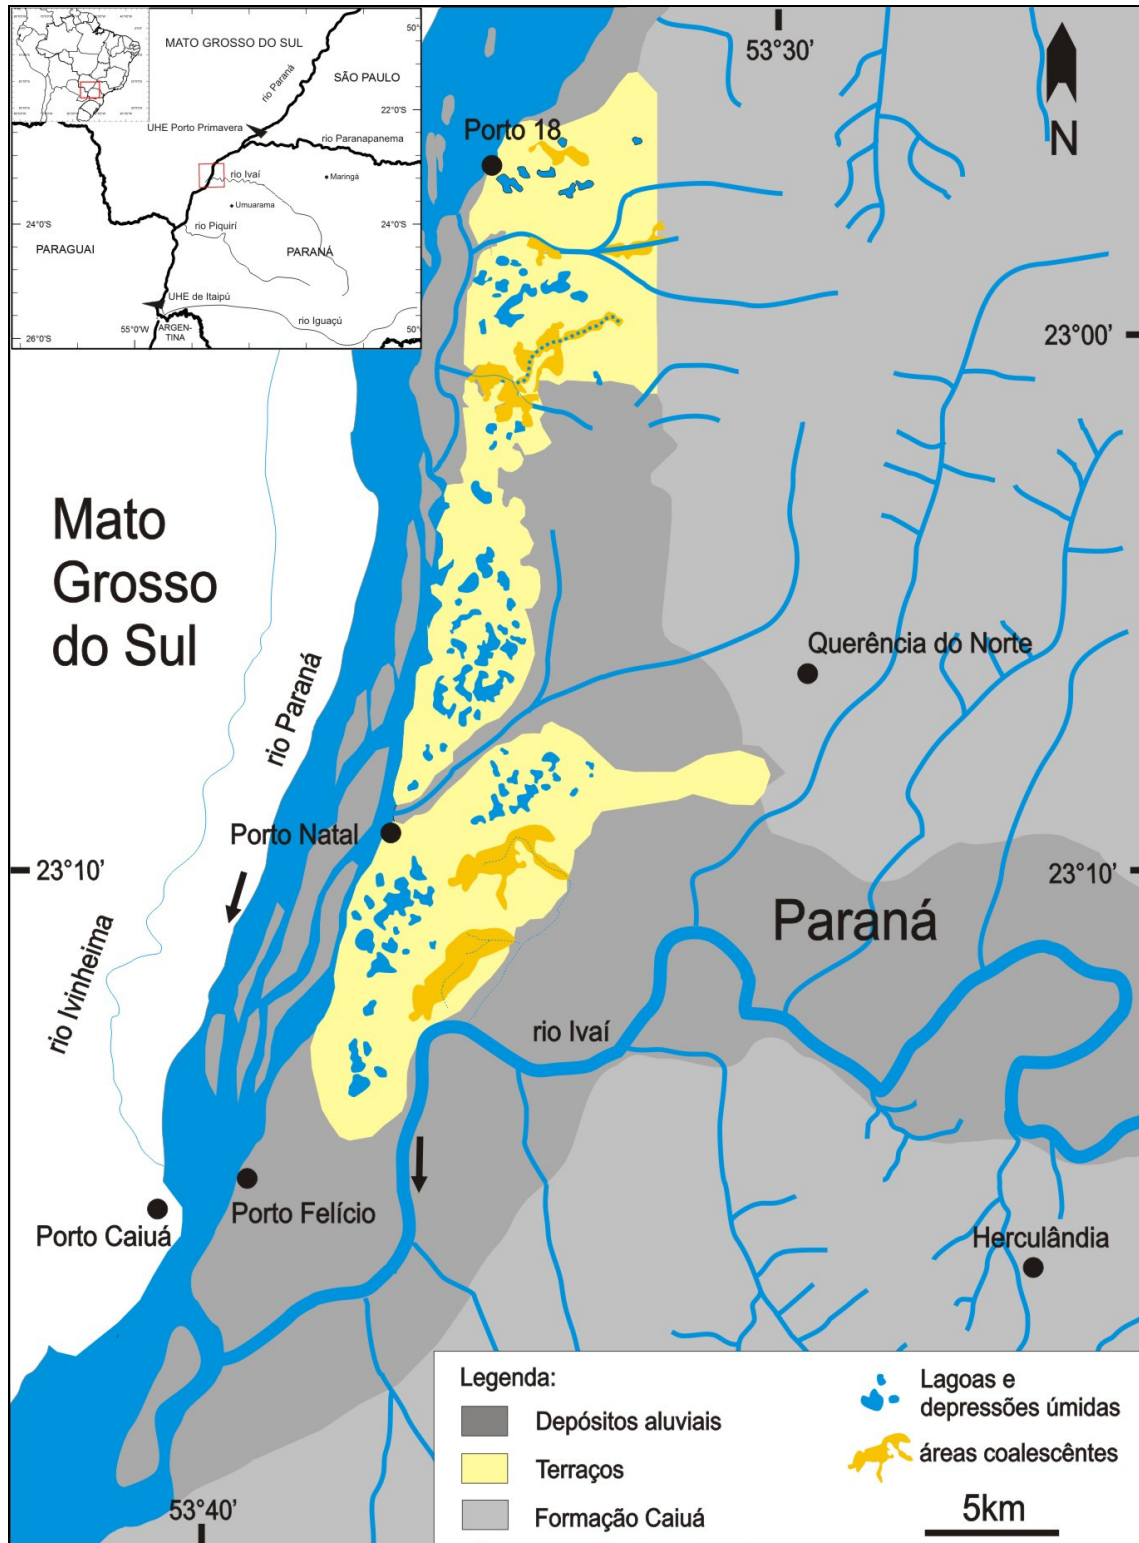 MATO GROSSO DO SUL
SÃO PAULO
PARAGUAI
PARANÁ
ARGEN-
TINA
rio Paraná
UHE Porto Primavera
rio Paranapanema
rio Ivaí
Maringá
Umuarama
rio Piquirí
UHE de Itaipú
rio Iguaçú
22°0'S
24°0'S
24°0'S
26°0'S
55°0'W
53°30'
N
Porto 18
23°00'
Mato
Grosso
do Sul
rio Paraná
Querência do Norte
Porto Natal
23°10'
23°10'
Paraná
rio Ivinheima
rio Ivaí
Porto Felício
Porto Caiuá
Herculândia
53°40'
Legenda:
Depósitos aluviais
Terraços
Formação Caiuá
Lagoas e
depressões úmidas
áreas coalescêntes
5km